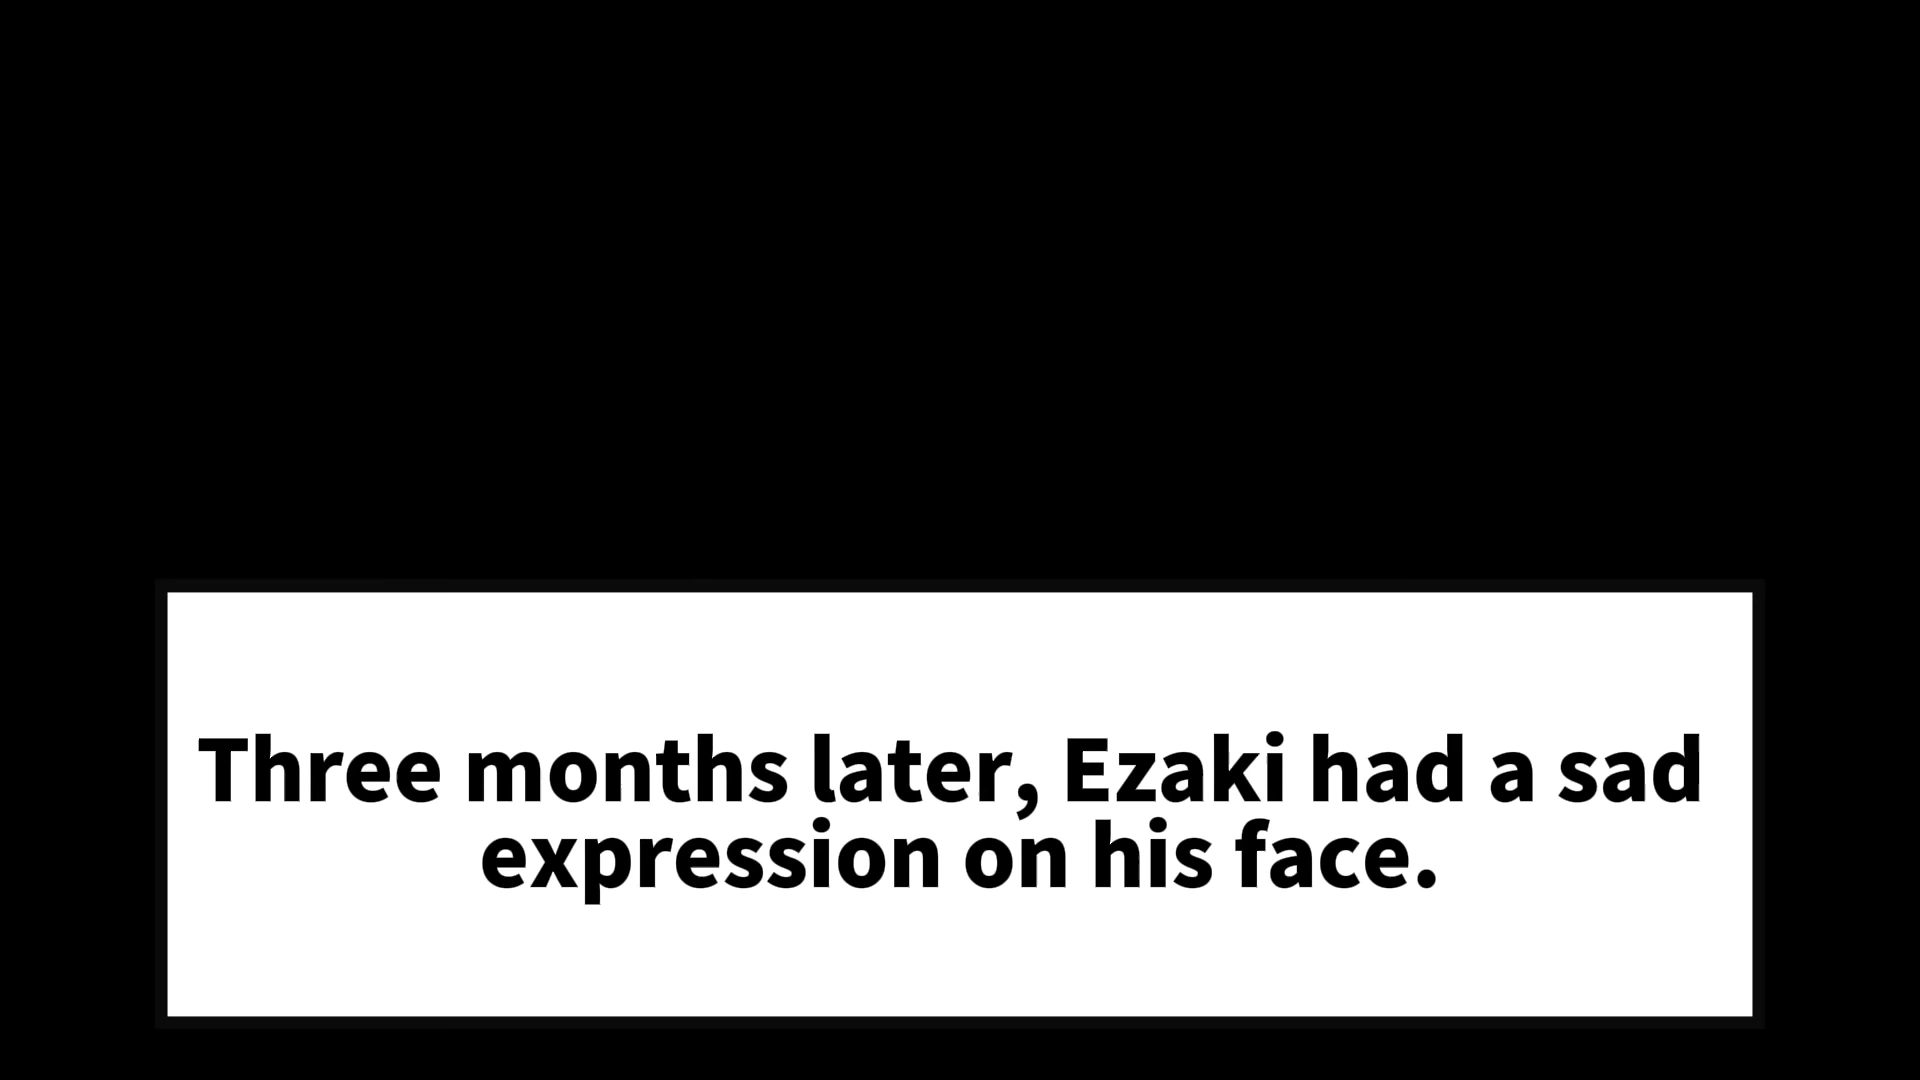 Three months later, Ezaki had a sad
expression on his face.